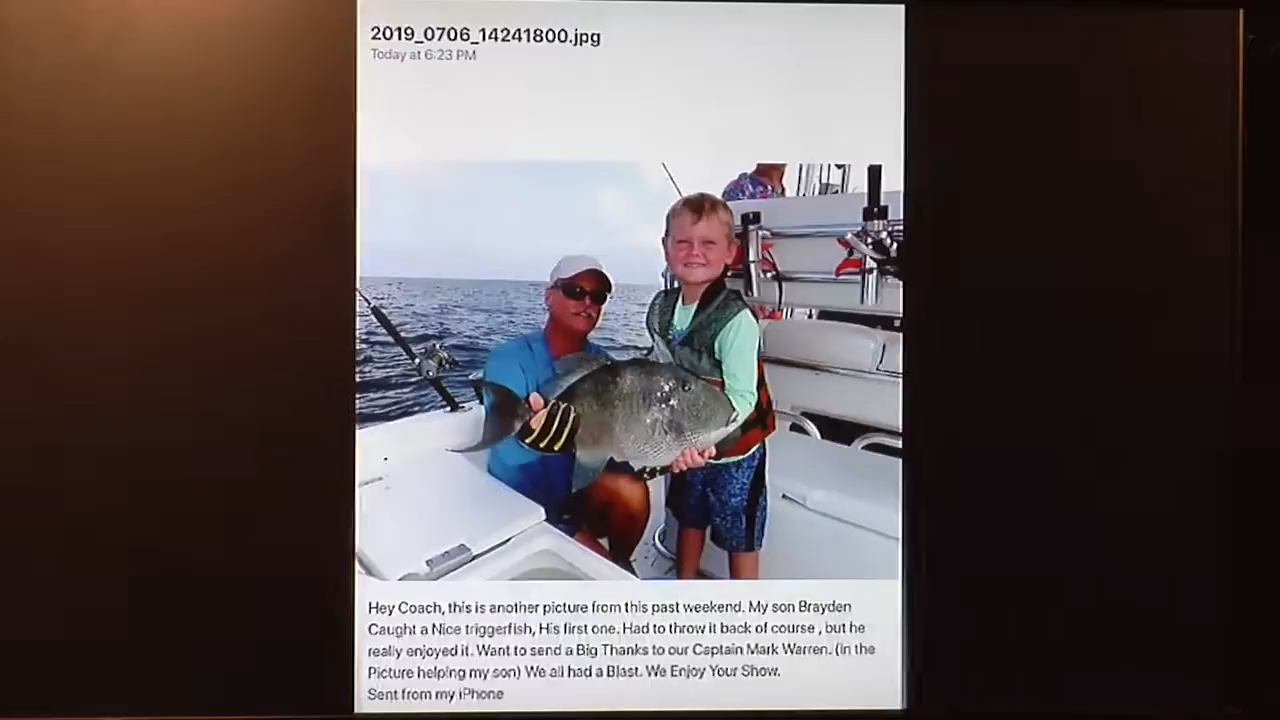 2019_0706_14241800.jpg
Today at 6:23 PM
Hey Coach, this is another picture from this past weekend. My son Brayden
Caught a Nice triggerfish, His first one. Had to throw it back of course , but he
really enjoyed it. Want to send a Big Thanks to our Captain Mark Warren. (in the
Picture helping my son) We all had a Blast. We Enjoy Your Show.
Sent from my iPhone